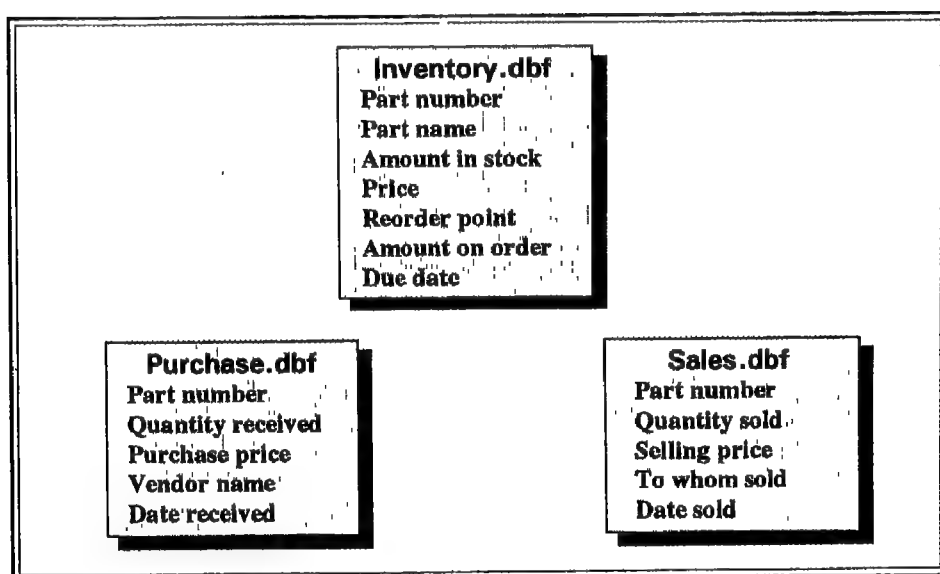 Inventory.dbf
Part number
Part name
Amount in stock
Price
Reorder point
Amount on order
Due date
Purchase.dbf
Part number
Quantity received
Purchase price
Vendor name
Date received
Sales.dbf
Part number
Quantity sold
Selling price
To whom sold
Date sold